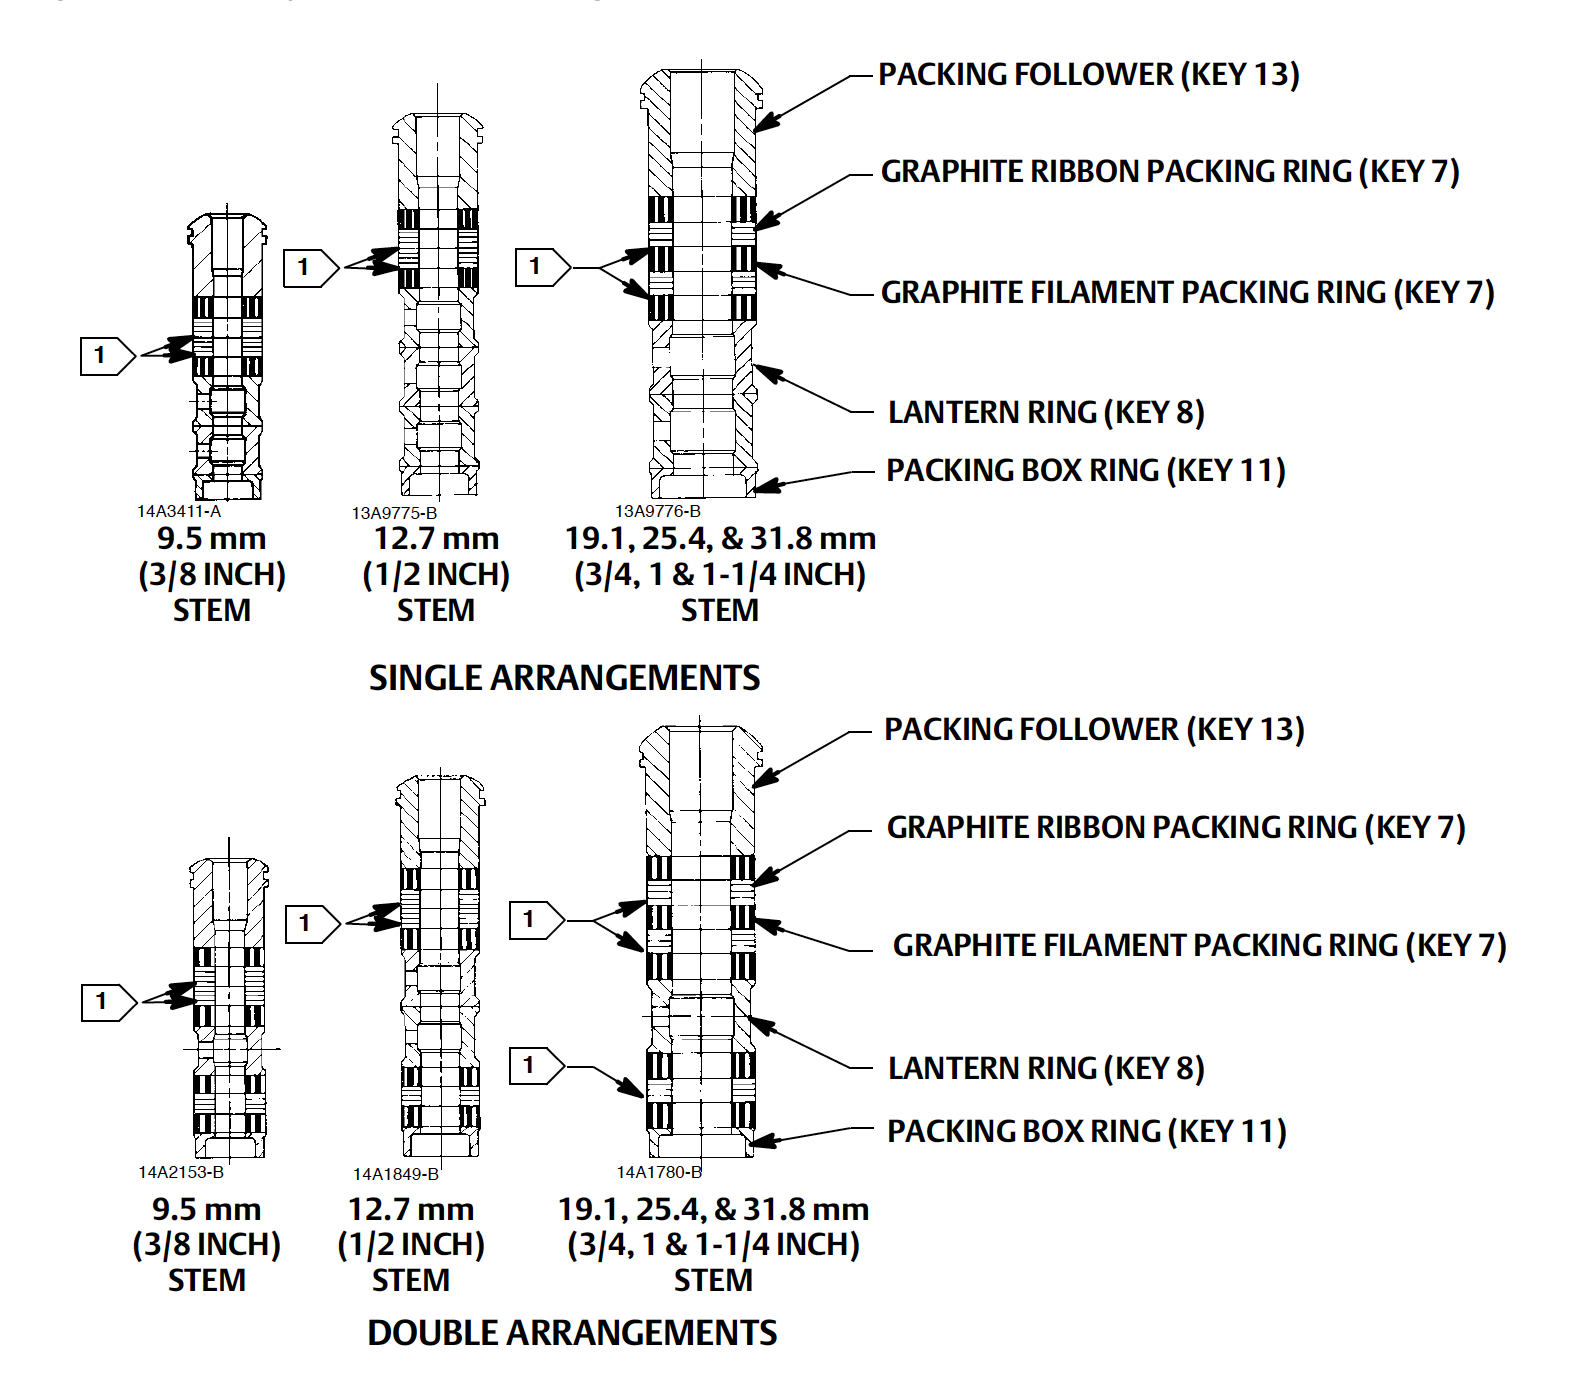 PACKING FOLLOWER (KEY 13)
GRAPHITE RIBBON PACKING RING (KEY 7)
1
1
1
GRAPHITE FILAMENT PACKING RING (KEY 7)
LANTERN RING (KEY 8)
PACKING BOX RING (KEY 11)
14A3411-A
13A9775-B
13A9776-B
9.5 mm
(3/8 INCH)
STEM
12.7 mm
(1/2 INCH)
STEM
19.1, 25.4, & 31.8 mm
(3/4, 1 & 1-1/4 INCH)
STEM
SINGLE ARRANGEMENTS
PACKING FOLLOWER (KEY 13)
GRAPHITE RIBBON PACKING RING (KEY 7)
1
1
1
GRAPHITE FILAMENT PACKING RING (KEY 7)
1
LANTERN RING (KEY 8)
PACKING BOX RING (KEY 11)
14A2153-B
14A1849-B
14A1780-B
9.5 mm
(3/8 INCH)
STEM
12.7 mm
(1/2 INCH)
STEM
19.1, 25.4, & 31.8 mm
(3/4, 1 & 1-1/4 INCH)
STEM
DOUBLE ARRANGEMENTS